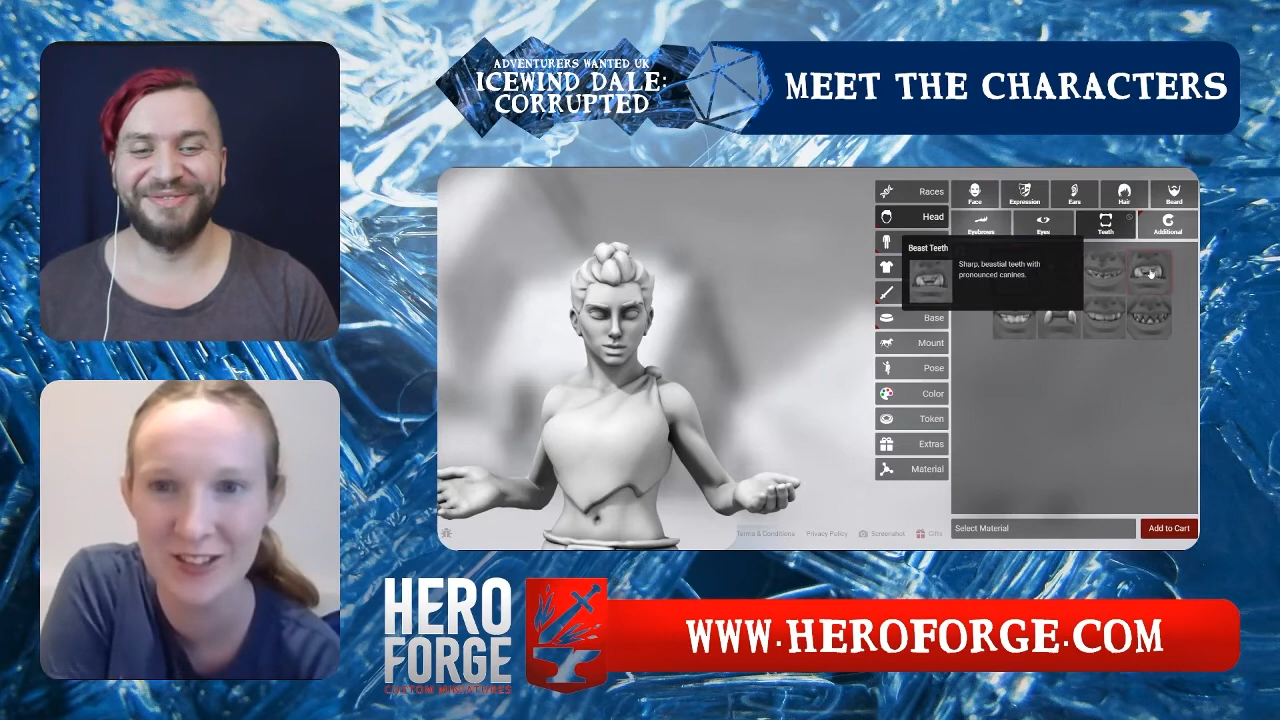 ADVENTURERS WANTED UK
ICEWIND DALE:
CORRUPTED
MEET THE CHARACTERS
Races
Head
Base
Mount
Pose
Color
Token
Extras
Material
Face
Expression
Ears
Hair
Beard
Eyebrows
Eyes
Teeth
Additional
Beast Teeth
Sharp, beastial teeth with
pronounced canines.
Terms & Conditions
Privacy Policy
Screenshot
Gifts
Select Material
Add to Cart
HERO
FORGE
CUSTOM MINIATURES
WWW.HEROFORGE.COM